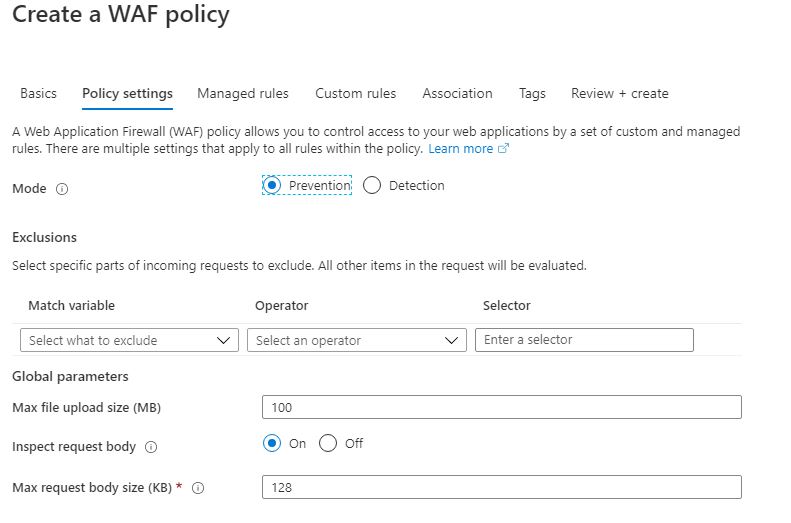 Create a WAF policy
Basics Policy settings Managed rules Custom rules Association Tags Review + create
A Web Application Firewall (WAF) policy allows you to control access to your web applications by a set of custom and managed
rules. There are multiple settings that apply to all rules within the policy. Learn more
Mode Prevention Detection
Exclusions
Select specific parts of incoming requests to exclude. All other items in the request will be evaluated.
Match variable Operator Selector
Select what to exclude Select an operator Enter a selector
Global parameters
Max file upload size (MB) 100
Inspect request body On Off
Max request body size (KB) * 128